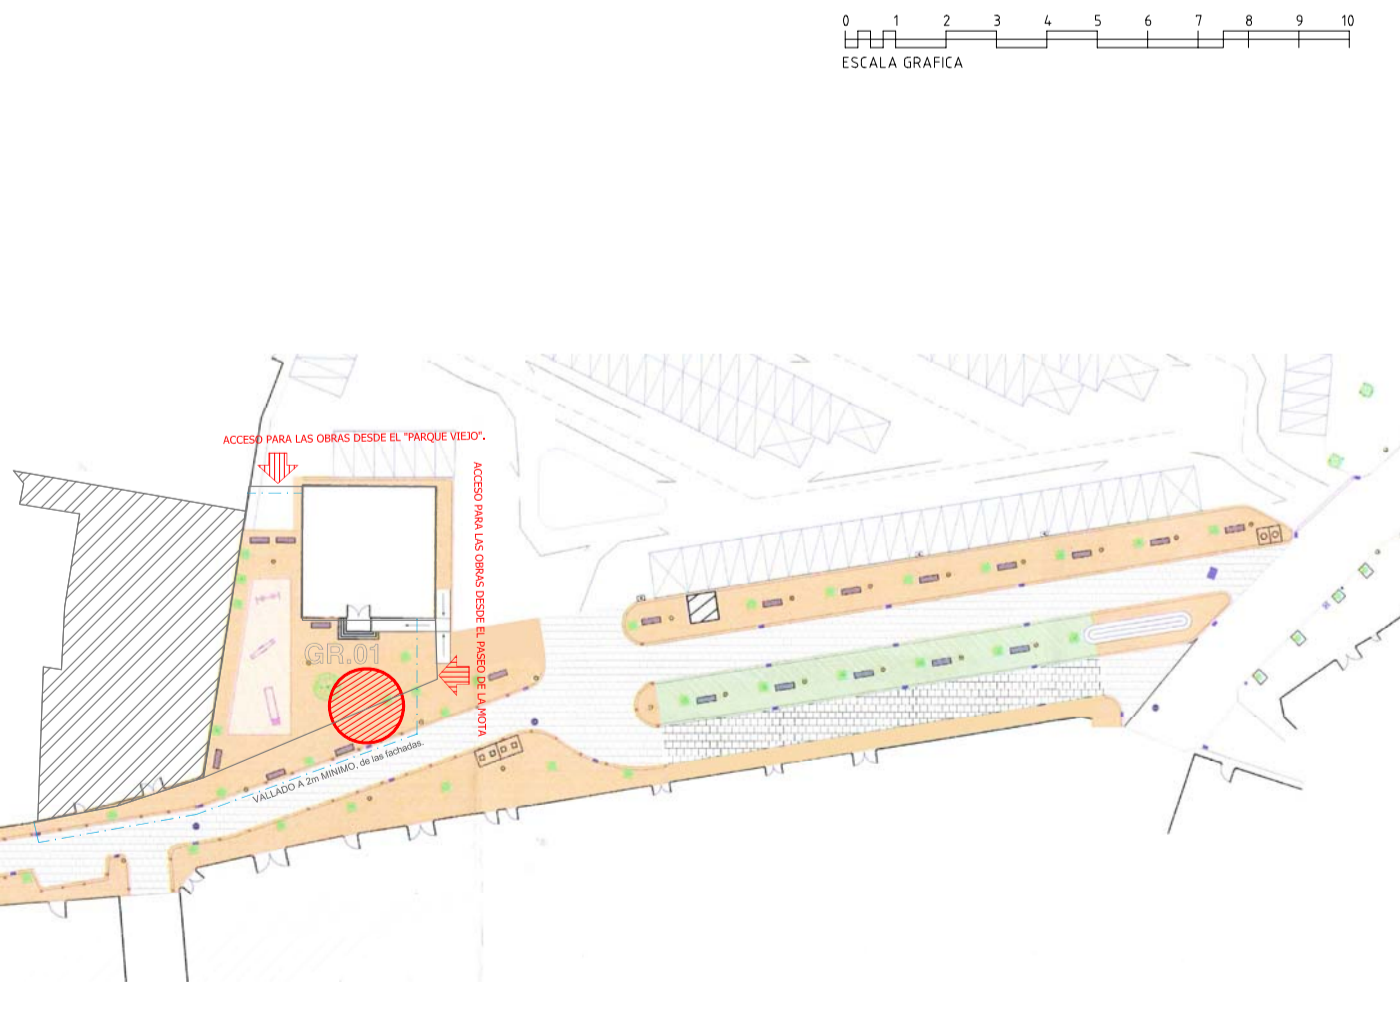 0 1 2 3 4 5 6 7 8 9 10
ESCALA GRAFICA
ACCESO PARA LAS OBRAS DESDE EL "PARQUE VIEJO".
ACCESO PARA LAS OBRAS DESDE EL PASEO DE LA MOTA
GR.01
VALLADO A 2m MINIMO. de las fachadas.